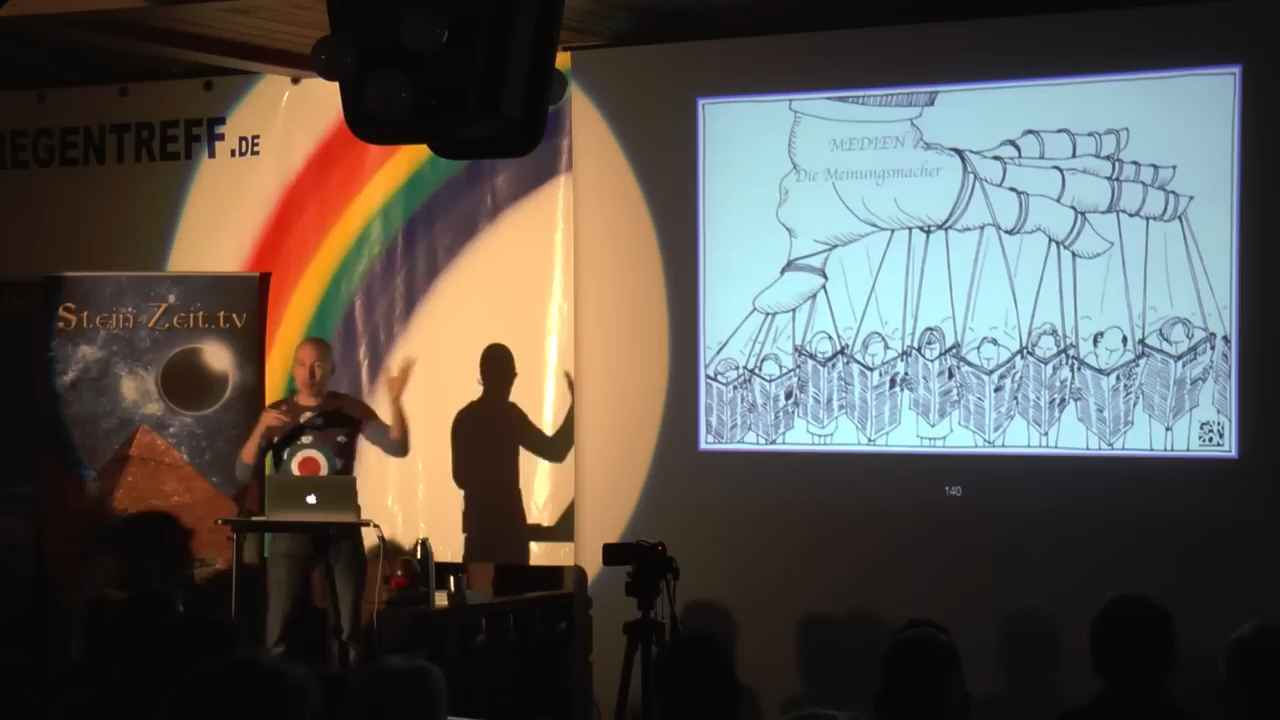 REGENTREFF.DE
Stein-Zeit.tv
MEDIEN
Die Meinungsmacher
140